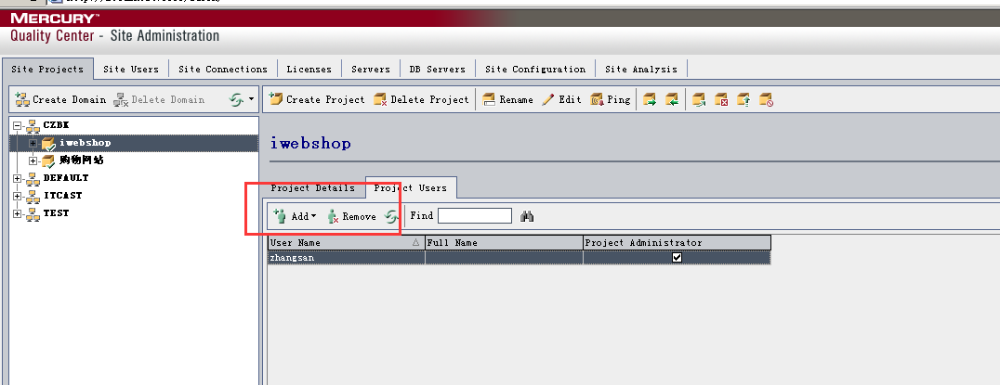 MERCURY™
Quality Center - Site Administration
Site Projects Site Users Site Connections Licenses Servers DB Servers Site Configuration Site Analysis
Create Domain Delete Domain Create Project Delete Project Rename Edit Ping
CZBK
iwebshop
购物网站
DEFAULT
ITCAST
TEST
iwebshop
Project Details Project Users
Add Remove Find
User Name Full Name Project Administrator
zhangsan